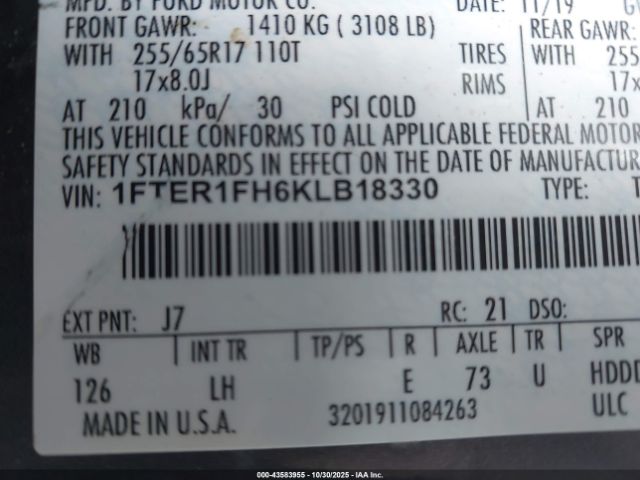 MFD. BY FORD MOTOR CO. DATE: 11/19
FRONT GAWR: 1410 KG ( 3108 LB) REAR GAWR:
WITH 255/65R17 110T TIRES WITH 255
17x8.0J RIMS 17x
AT 210 kPa/ 30 PSI COLD AT 210
THIS VEHICLE CONFORMS TO ALL APPLICABLE FEDERAL MOTOR
SAFETY STANDARDS IN EFFECT ON THE DATE OF MANUFACTUR
VIN: 1FTER1FH6KLB18330 TYPE: T
EXT PNT: J7 RC: 21 DSO:
WB INT TR TP/PS R AXLE TR SPR
126 LH E 73 U HDDD
MADE IN U.S.A. 3201911084263 ULC
000-43583955 - 10/30/2025 - IAA Inc. - Copyright